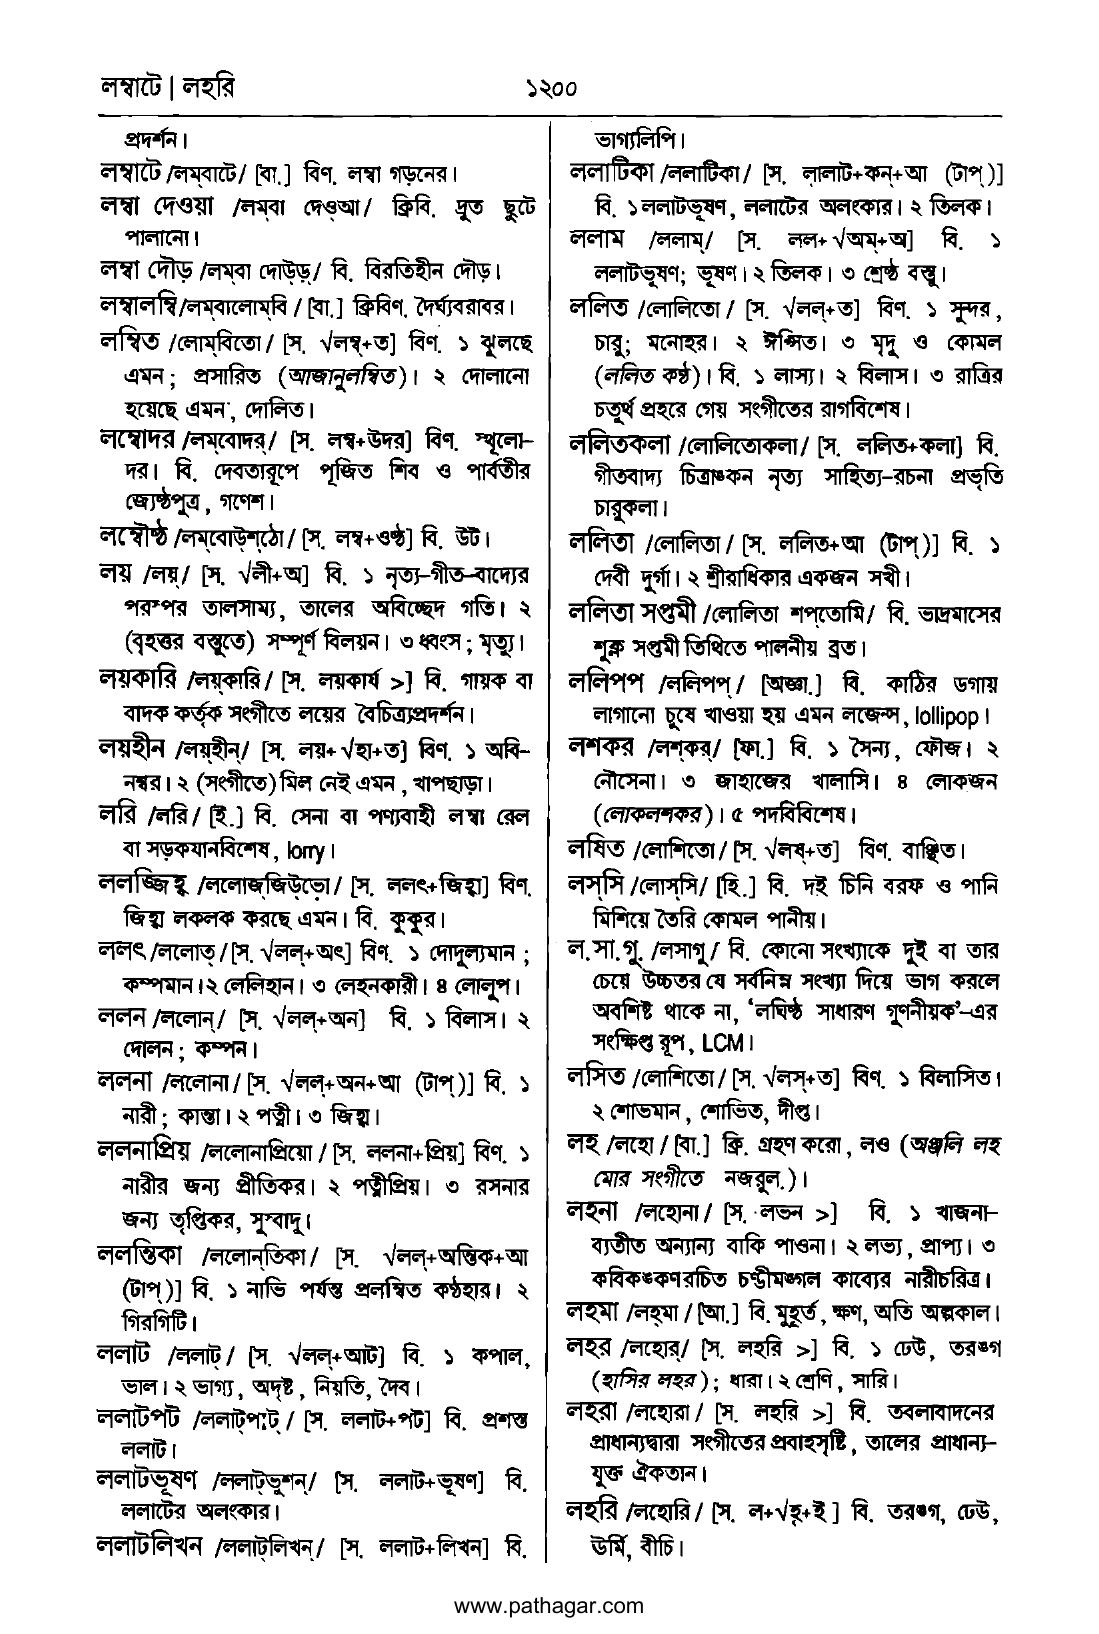 লম্বাটে | লহরি
১২০০
প্রদর্শন।
লম্বাটে /লম্‌বাটে/ [বা.] বিণ. লম্বা গড়নের।
লম্বা দেওয়া /লম্‌বা দেওআ/ ক্রিবি. দ্রুত ছুটে
পালানো।
লম্বা দৌড় /লম্‌বা দোউড়্/ বি. বিরতিহীন দৌড়।
লম্বালম্বি/লম্‌বালোম্‌বি / [বা.] ক্রিবিণ. দৈর্ঘ্যবরাবর।
লম্বিত /লোম্‌বিতো/ [স. √লম্ব্+ত] বিণ. ১ ঝুলছে
এমন; প্রসারিত (আজানুলম্বিত)। ২ দোলানো
হয়েছে এমন, দোলিত।
লম্বোদর /লম্‌বোদর্/ [স. লম্ব+উদর] বিণ. স্থূলো-
দর। বি. দেবতারূপে পূজিত শিব ও পার্বতীর
জ্যেষ্ঠপুত্র, গণেশ।
লম্বৌষ্ঠ /লম্‌বোউশ্‌ঠো/ [স. লম্ব+ওষ্ঠ] বি. উট।
লয় /লয়্/ [স. √লী+অ] বি. ১ নৃত্য-গীত-বাদ্যের
পরস্পর তালসাম্য, তালের অবিচ্ছেদ গতি। ২
(বৃহত্তর বস্তুতে) সম্পূর্ণ বিলয়ন। ৩ ধ্বংস; মৃত্যু।
লয়কারি /লয়্‌কারি/ [স. লয়কার্য >] বি. গায়ক বা
বাদক কর্তৃক সংগীতে লয়ের বৈচিত্র্যপ্রদর্শন।
লয়হীন /লয়্‌হীন্/ [স. লয়+√হা+ত] বিণ. ১ অবি-
নশ্বর। ২ (সংগীতে) মিল নেই এমন, খাপছাড়া।
লরি /লরি/ [ই.] বি. সেনা বা পণ্যবাহী লম্বা রেল
বা সড়কযানবিশেষ, lorry।
ললজ্জিহ্ব /ললোজ্‌জিউ্ভো/ [স. ললৎ+জিহ্বা] বিণ.
জিহ্বা লকলক করছে এমন। বি. কুকুর।
ললৎ /ললোত্/ [স. √লল্+অৎ] বিণ. ১ দোদুল্যমান;
কম্পমান।২ লেলিহান। ৩ লেহনকারী। ৪ লোলুপ।
ললন /ললোন্/ [স. √লল্+অন] বি. ১ বিলাস। ২
দোলন; কম্পন।
ললনা /ললোনা/ [স. √লল্+অন+আ (টাপ্)] বি. ১
নারী; কান্তা। ২ পত্নী। ৩ জিহ্বা।
ললনাপ্রিয় /ললোনাপ্রিয়ো/ [স. ললনা+প্রিয়] বিণ. ১
নারীর জন্য প্রীতিকর। ২ পত্নীপ্রিয়। ৩ রসনার
জন্য তৃপ্তিকর, সুস্বাদু।
ললন্তিকা /ললোন্‌তিকা/ [স. √লল্+অন্তিক+আ
(টাপ্)] বি. ১ নাভি পর্যন্ত প্রলম্বিত কণ্ঠহার। ২
গিরগিটি।
ললাট /ললাট্/ [স. √লল্+আট] বি. ১ কপাল,
ভাল। ২ ভাগ্য, অদৃষ্ট, নিয়তি, দৈব।
ললাটপট /ললাট্‌পট্/ [স. ললাট+পট] বি. প্রশস্ত
ললাট।
ললাটভূষণ /ললাট্‌ভুশন্/ [স. ললাট+ভূষণ] বি.
ললাটের অলংকার।
ললাটলিখন /ললাট্‌লিখন্/ [স. ললাট+লিখন] বি.
ভাগ্যলিপি।
ললাটিকা /ললাটিকা/ [স. লালাট+কন্+আ (টাপ্)]
বি. ১ ললাটভূষণ, ললাটের অলংকার। ২ তিলক।
ললাম /ললাম্/ [স. লল+√অম্+অ] বি. ১
ললাটভূষণ; ভূষণ। ২ তিলক। ৩ শ্রেষ্ঠ বস্তু।
ললিত /লোলিতো/ [স. √লল্+ত] বিণ. ১ সুন্দর,
চারু; মনোহর। ২ ঈপ্সিত। ৩ মৃদু ও কোমল
(ললিত কণ্ঠ)। বি. ১ লাস্য। ২ বিলাস। ৩ রাত্রির
চতুর্থ প্রহরে গেয় সংগীতের রাগবিশেষ।
ললিতকলা /লোলিতোকলা/ [স. ললিত+কলা] বি.
গীতবাদ্য চিত্রাঙ্কন নৃত্য সাহিত্য-রচনা প্রভৃতি
চারুকলা।
ললিতা /লোলিতা/ [স. ললিত+আ (টাপ্)] বি. ১
দেবী দুর্গা। ২ শ্রীরাধিকার একজন সখী।
ললিতা সপ্তমী /লোলিতা শপ্‌তোমি/ বি. ভাদ্রমাসের
শুক্ল সপ্তমী তিথিতে পালনীয় ব্রত।
ললিপপ /ললিপপ্/ [অজ্ঞা.] বি. কাঠির ডগায়
লাগানো চুষে খাওয়া হয় এমন লজেন্স, lollipop।
লশকর /লশ্‌কর্/ [ফা.] বি. ১ সৈন্য, ফৌজ। ২
নৌসেনা। ৩ জাহাজের খালাসি। ৪ লোকজন
(লোকলশকর)। ৫ পদবিবিশেষ।
লষিত /লোশিতো/ [স. √লষ্+ত] বিণ. বাঞ্ছিত।
লস্‌সি /লোস্‌সি/ [হি.] বি. দই চিনি বরফ ও পানি
মিশিয়ে তৈরি কোমল পানীয়।
ল.সা.গু. /লসাগু/ বি. কোনো সংখ্যাকে দুই বা তার
চেয়ে উচ্চতর যে সর্বনিম্ন সংখ্যা দিয়ে ভাগ করলে
অবশিষ্ট থাকে না, ‘লঘিষ্ঠ সাধারণ গুণনীয়ক’-এর
সংক্ষিপ্ত রূপ, LCM।
লসিত /লোশিতো/ [স. √লস্+ত] বিণ. ১ বিলাসিত।
২ শোভমান, শোভিত, দীপ্ত।
লহ /লহো/ [বা.] ক্রি. গ্রহণ করো, লও (অঞ্জলি লহ
মোর সংগীতে নজরুল.)।
লহনা /লহোনা/ [স. লভন >] বি. ১ খাজনা-
ব্যতীত অন্যান্য বাকি পাওনা। ২ লভ্য, প্রাপ্য। ৩
কবিকঙ্কণরচিত চণ্ডীমঙ্গল কাব্যের নারীচরিত্র।
লহমা /লহ্‌মা/ [আ.] বি. মুহূর্ত, ক্ষণ, অতি অল্পকাল।
লহর /লহোর্/ [স. লহরি >] বি. ১ ঢেউ, তরঙ্গ
(হাসির লহর); ধারা। ২ শ্রেণি, সারি।
লহরা /লহোরা/ [স. লহরি >] বি. তবলাবাদনের
প্রাধান্যদ্বারা সংগীতের প্রবাহসৃষ্টি, তালের প্রাধান্য-
যুক্ত ঐকতান।
লহরি /লহোরি/ [স. ল+√হৃ+ই] বি. তরঙ্গ, ঢেউ,
ঊর্মি, বীচি।
www.pathagar.com